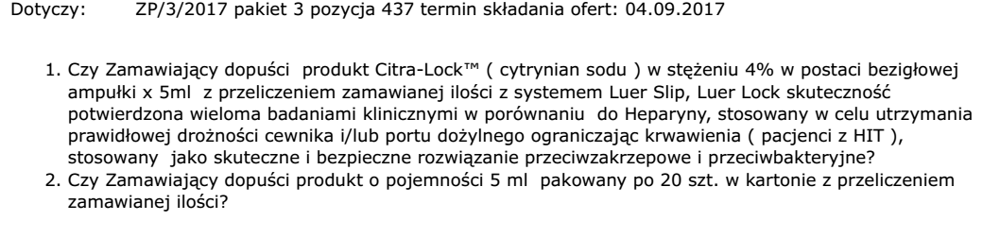 Dotyczy: ZP/3/2017 pakiet 3 pozycja 437 termin składania ofert: 04.09.2017
1. Czy Zamawiający dopuści produkt Citra-Lock™ ( cytrynian sodu ) w stężeniu 4% w postaci bezigłowej
ampułki x 5ml z przeliczeniem zamawianej ilości z systemem Luer Slip, Luer Lock skuteczność
potwierdzona wieloma badaniami klinicznymi w porównaniu do Heparyny, stosowany w celu utrzymania
prawidłowej drożności cewnika i/lub portu dożylnego ograniczając krwawienia ( pacjenci z HIT ),
stosowany jako skuteczne i bezpieczne rozwiązanie przeciwzakrzepowe i przeciwbakteryjne?
2. Czy Zamawiający dopuści produkt o pojemności 5 ml pakowany po 20 szt. w kartonie z przeliczeniem
zamawianej ilości?